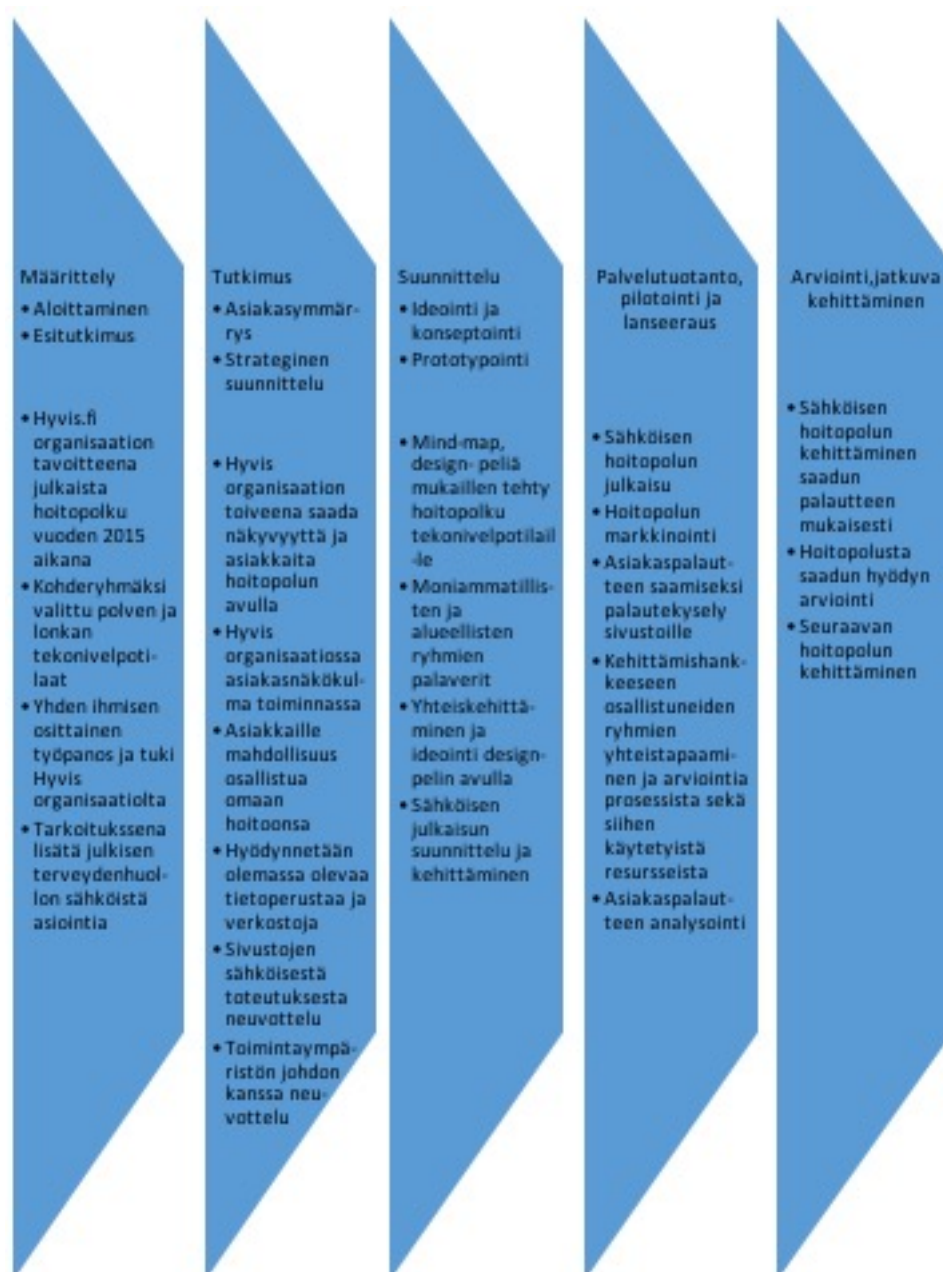 Määrittely
• Aloittaminen
• Esitutkimus
• Hyvis.fi
organisaation
tavoitteena
julkaista
hoitopolku
vuoden 2015
aikana
• Kohderyhmäksi
valittu polven ja
lonkan
tekonivelpoti-
laat
• Yhden ihmisen
osittainen
työpanos ja tuki
Hyvis
organisaatiolta
• Tarkoitukssena
lisätä julkisen
terveydenhuol-
lon sähköistä
asiointia
Tutkimus
• Asiakasymmär-
rys
• Strateginen
suunnittelu
• Hyvis
organisaation
toiveena saada
näkyvyyttä ja
asiakkaita
hoitopolun
avulla
• Hyvis
organisaatiossa
asiakasnäkökul-
ma toiminnassa
• Asiakkaille
mahdollisuus
osallistua
omaan
hoitoonsa
• Hyödynnetään
olemassa olevaa
tietoperustaa ja
verkostoja
• Sivustojen
sähköisestä
toteutuksesta
neuvottelu
• Toimintaympä-
ristön johdon
kanssa neu-
vottelu
Suunnittelu
• Ideointi ja
konseptointi
• Prototypointi
• Mind-map,
design- peliä
mukaillen tehty
hoitopolku
tekonivelpotilail
-le
• Moniammatillis-
ten ja
alueellisten
ryhmien
palaverit
• Yhteiskehittä-
minen ja
ideointi design-
pelin avulla
• Sähköisen
julkaisun
suunnittelu ja
kehittäminen
Palvelutuotanto,
pilotointi ja
lanseeraus
• Sähköisen
hoitopolun
julkaisu
• Hoitopolun
markkinointi
• Asiakaspalaut-
teen saamiseksi
palautekysely
sivustoille
• Kehittämishank-
keeseen
osallistuneiden
ryhmien
yhteistapaami-
nen ja arviointia
prosessista sekä
siihen
käytetyistä
resursseista
• Asiakaspalaut-
teen analysointi
Arviointi,jatkuva
kehittäminen
• Sähköisen
hoitopolun
kehittäminen
saadun
palautteen
mukaisesti
• Hoitopolusta
saadun hyödyn
arviointi
• Seuraavan
hoitopolun
kehittäminen